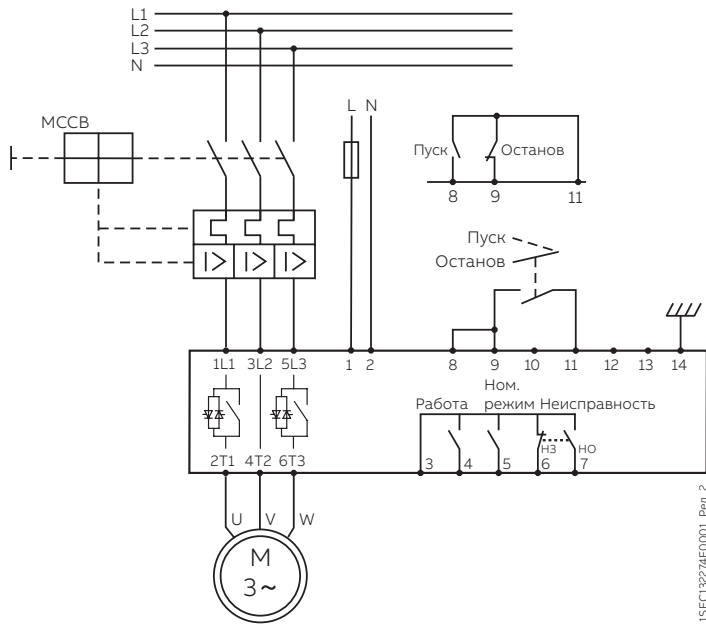 L1
L2
L3
N
MCCB
L N
Пуск
Останов
8 9 11
Пуск
Останов
I> I> I>
1L1 3L2 5L3 1 2 8 9 10 11 12 13 14
Ном.
Работа режим Неисправность
НЗ НО
2T1 4T2 6T3 3 4 5 6 7
U V W
M
3~
1SFC132274F0001 Рел. 2